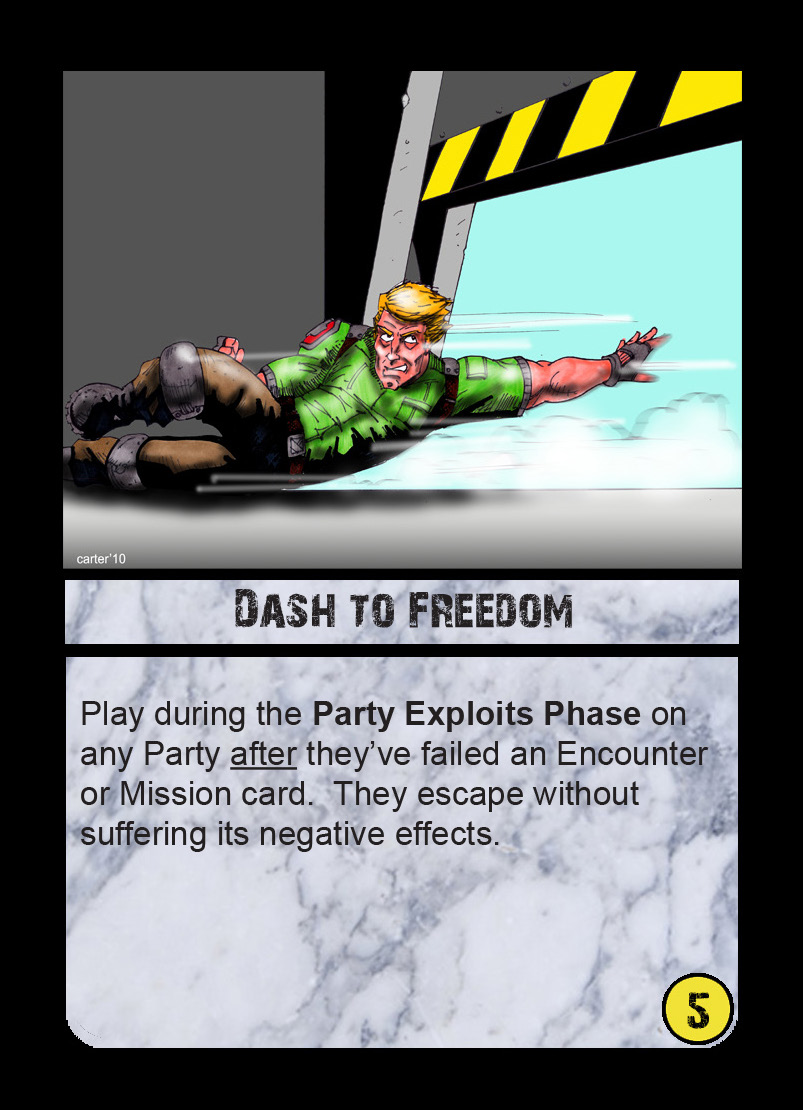 carter'10
Dash to Freedom
Play during the Party Exploits Phase on
any Party after they've failed an Encounter
or Mission card.  They escape without
suffering its negative effects.
5